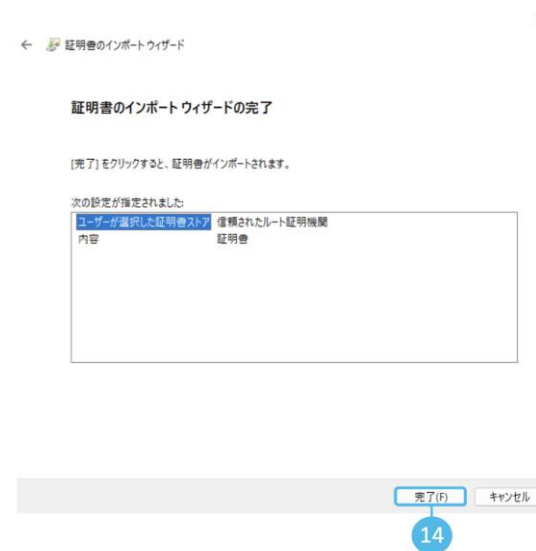 証明書のインポート ウィザード
証明書のインポート ウィザードの完了
[完了] をクリックすると、証明書がインポートされます。
次の設定が指定されました:
ユーザーが選択した証明書ストア 信頼されたルート証明機関
内容 証明書
完了(F) キャンセル
14